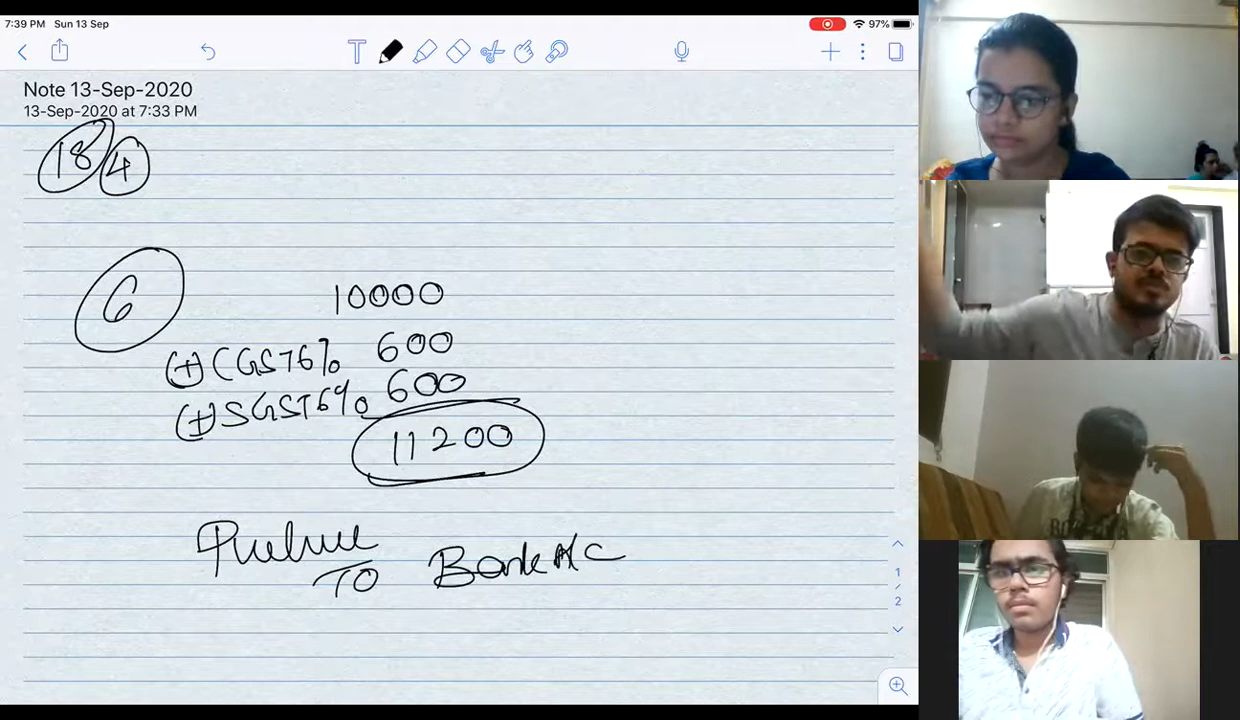 7:39 PM Sun 13 Sep
97%
T
Note 13-Sep-2020
13-Sep-2020 at 7:33 PM
18 4
6
10000
(+) CGST 6% 600
(+) SGST 6% 600
11200
TO Bank A/C
1
/
2